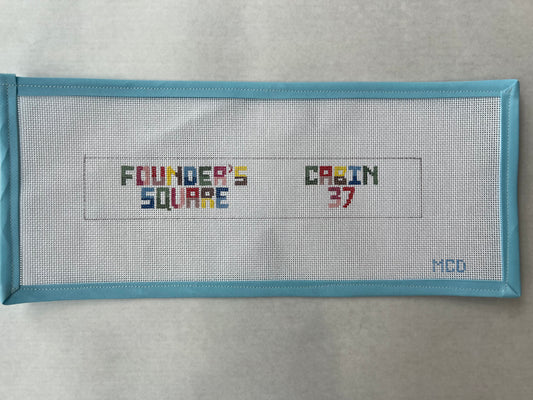 FOUNDER'S
SQUARE
CABIN
37
MCD